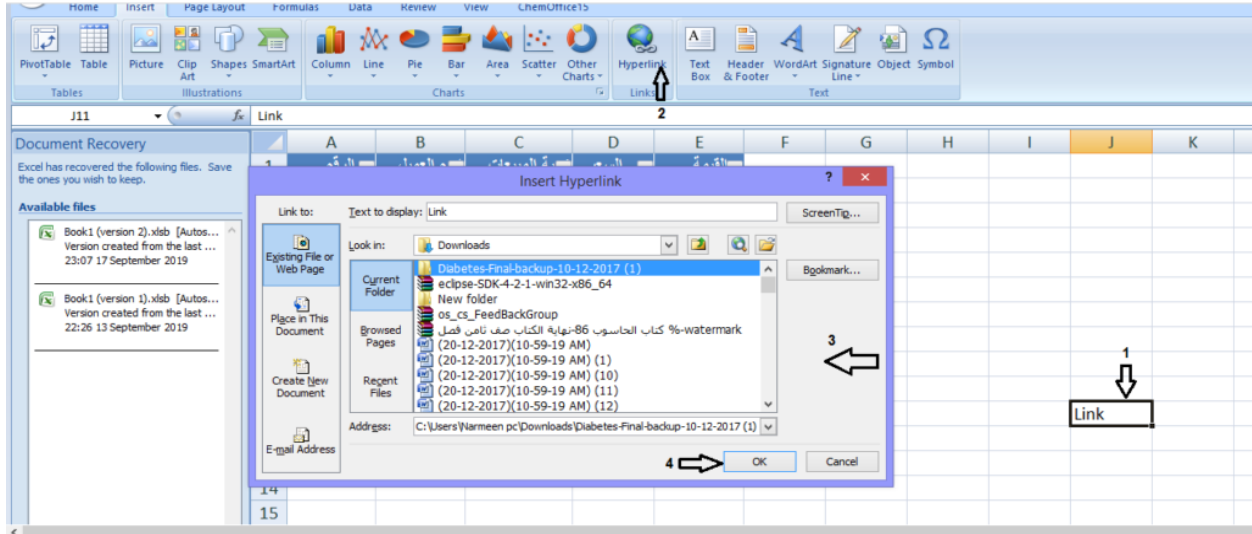 Home Insert Page Layout Formulas Data Review View ChemOffice15
PivotTable Table Picture Clip Art Shapes SmartArt Column Line Pie Bar Area Scatter Other Charts Hyperlink Text Box Header & Footer WordArt Signature Line Object Symbol
Tables Illustrations Charts Links Text
2
J11 fx Link
Document Recovery
Excel has recovered the following files. Save
the ones you wish to keep.
Available files
Book1 (version 2).xlsb [Autos...
Version created from the last ...
23:07 17 September 2019
Book1 (version 1).xlsb [Autos...
Version created from the last ...
22:26 13 September 2019
A B C D E F G H I J K
1
Insert Hyperlink ?
Link to: Text to display: Link ScreenTip...
Existing File or
Web Page
Place in This
Document
Create New
Document
E-mail Address
Look in: Downloads
Current
Folder
Browsed
Pages
Recent
Files
Diabetes-Final-backup-10-12-2017 (1)
eclipse-SDK-4-2-1-win32-x86_64
New folder
os_cs_FeedBackGroup
كتاب الحاسوب 86-نهاية الكتاب صف ثامن فصل %-watermark
(20-12-2017)(10-59-19 AM)
(20-12-2017)(10-59-19 AM) (1)
(20-12-2017)(10-59-19 AM) (10)
(20-12-2017)(10-59-19 AM) (11)
(20-12-2017)(10-59-19 AM) (12)
Bookmark...
3
Address: C:\Users\Narmeen pc\Downloads\Diabetes-Final-backup-10-12-2017 (1)
4 OK Cancel
1
Link
14
15